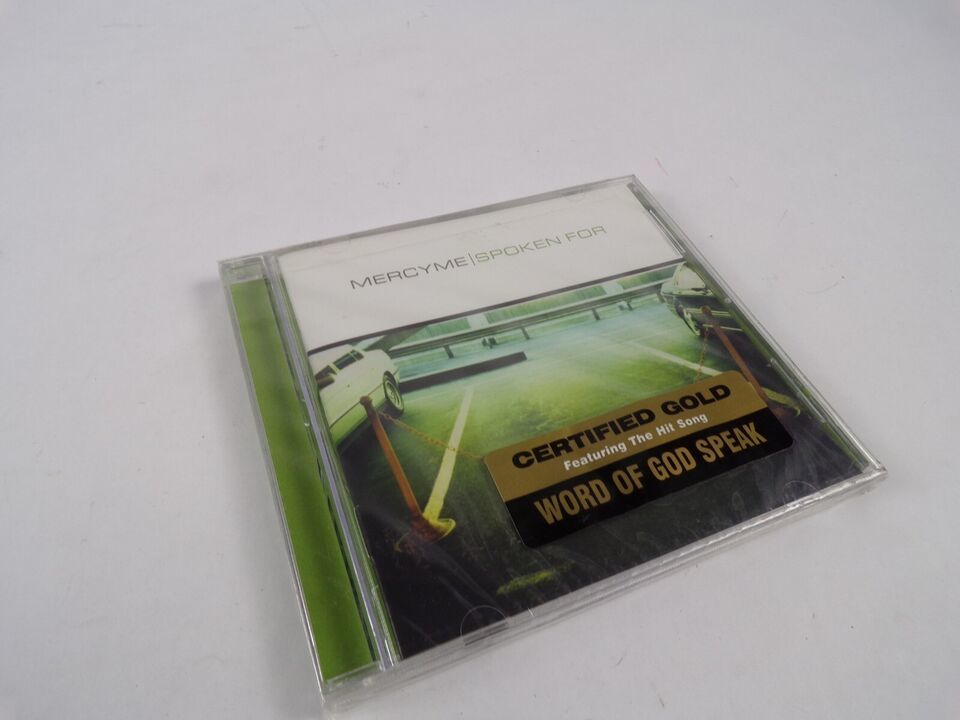 MERCYME|SPOKEN FOR
CERTIFIED GOLD
Featuring The Hit Song
WORD OF GOD SPEAK